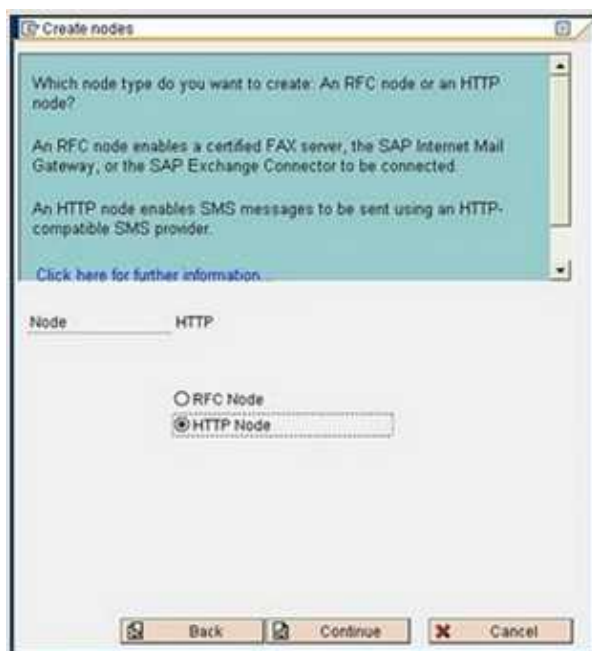 Create nodes
Which node type do you want to create: An RFC node or an HTTP
node?
An RFC node enables a certified FAX server, the SAP Internet Mail
Gateway, or the SAP Exchange Connector to be connected.
An HTTP node enables SMS messages to be sent using an HTTP-
compatible SMS provider.
Click here for further information...
Node HTTP
RFC Node
HTTP Node
Back Continue Cancel